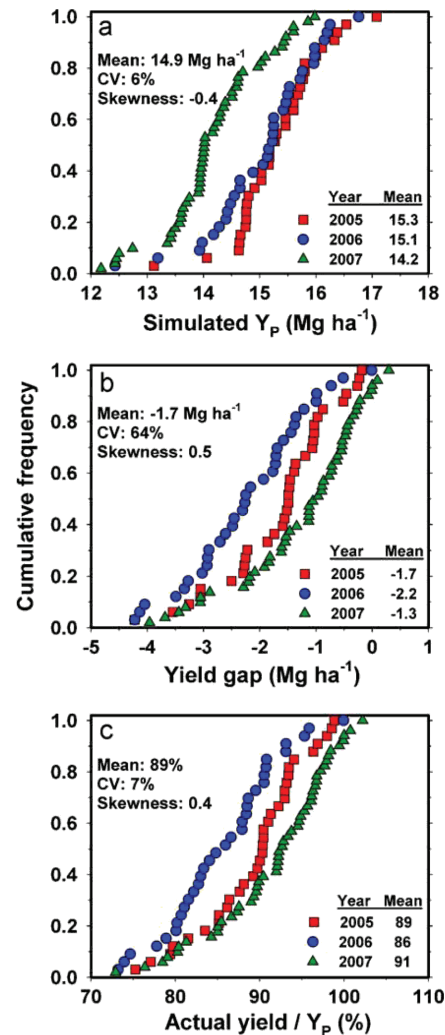 a
Mean: 14.9 Mg ha⁻¹
CV: 6%
Skewness: -0.4
Year Mean
2005 15.3
2006 15.1
2007 14.2
1.0
0.8
0.6
0.4
0.2
0.0
12 13 14 15 16 17 18
Simulated Y_P (Mg ha⁻¹)
Cumulative frequency
b
Mean: -1.7 Mg ha⁻¹
CV: 64%
Skewness: 0.5
Year Mean
2005 -1.7
2006 -2.2
2007 -1.3
1.0
0.8
0.6
0.4
0.2
0.0
-5 -4 -3 -2 -1 0 1
Yield gap (Mg ha⁻¹)
c
Mean: 89%
CV: 7%
Skewness: 0.4
Year Mean
2005 89
2006 86
2007 91
1.0
0.8
0.6
0.4
0.2
0.0
70 80 90 100 110
Actual yield / Y_P (%)